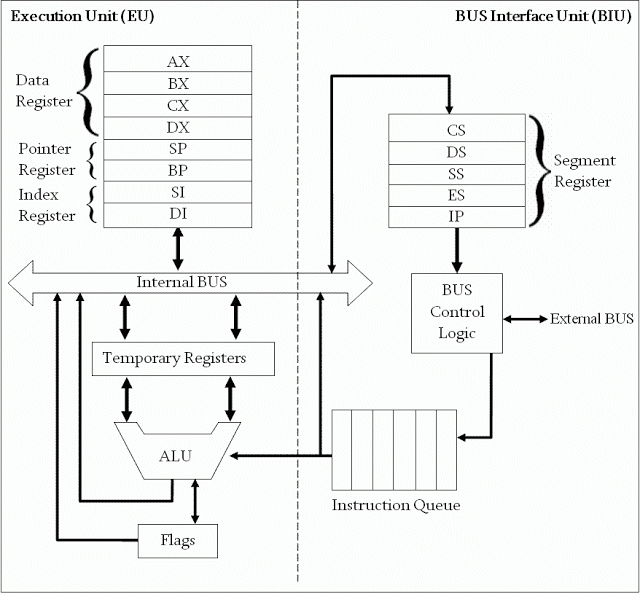 Execution Unit (EU)
BUS Interface Unit (BIU)
Data
Register
AX
BX
CX
DX
Pointer
Register
SP
BP
Index
Register
SI
DI
CS
DS
SS
ES
IP
Segment
Register
Internal BUS
BUS
Control
Logic
External BUS
Temporary Registers
ALU
Instruction Queue
Flags